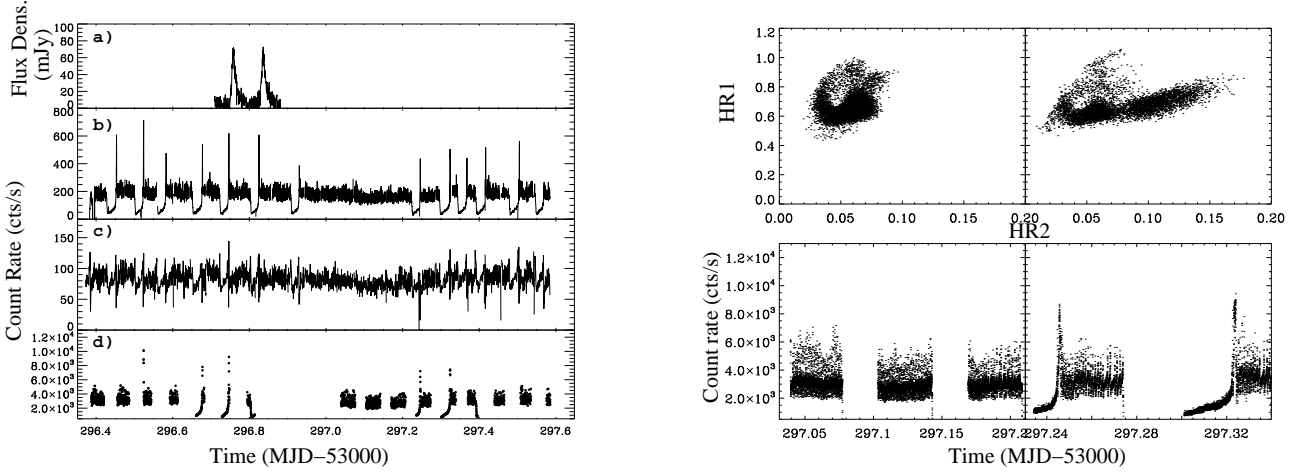 Flux Dens.
(mJy)
100
80
60
40
20
0
a)
800
600
400
200
0
b)
Count Rate (cts/s)
150
100
50
0
c)
1.2×10⁴
1.0×10⁴
8.0×10³
6.0×10³
4.0×10³
2.0×10³
d)
296.4 296.6 296.8 297.0 297.2 297.4 297.6
Time (MJD−53000)
HR1
1.2
1.0
0.8
0.6
0.4
0.2
0.0
0.00 0.05 0.10 0.15 0.20 0.05 0.10 0.15 0.20
HR2
Count rate (cts/s)
1.2×10⁴
1.0×10⁴
8.0×10³
6.0×10³
4.0×10³
2.0×10³
297.05 297.1 297.15 297.2 297.24 297.28 297.32
Time (MJD−53000)